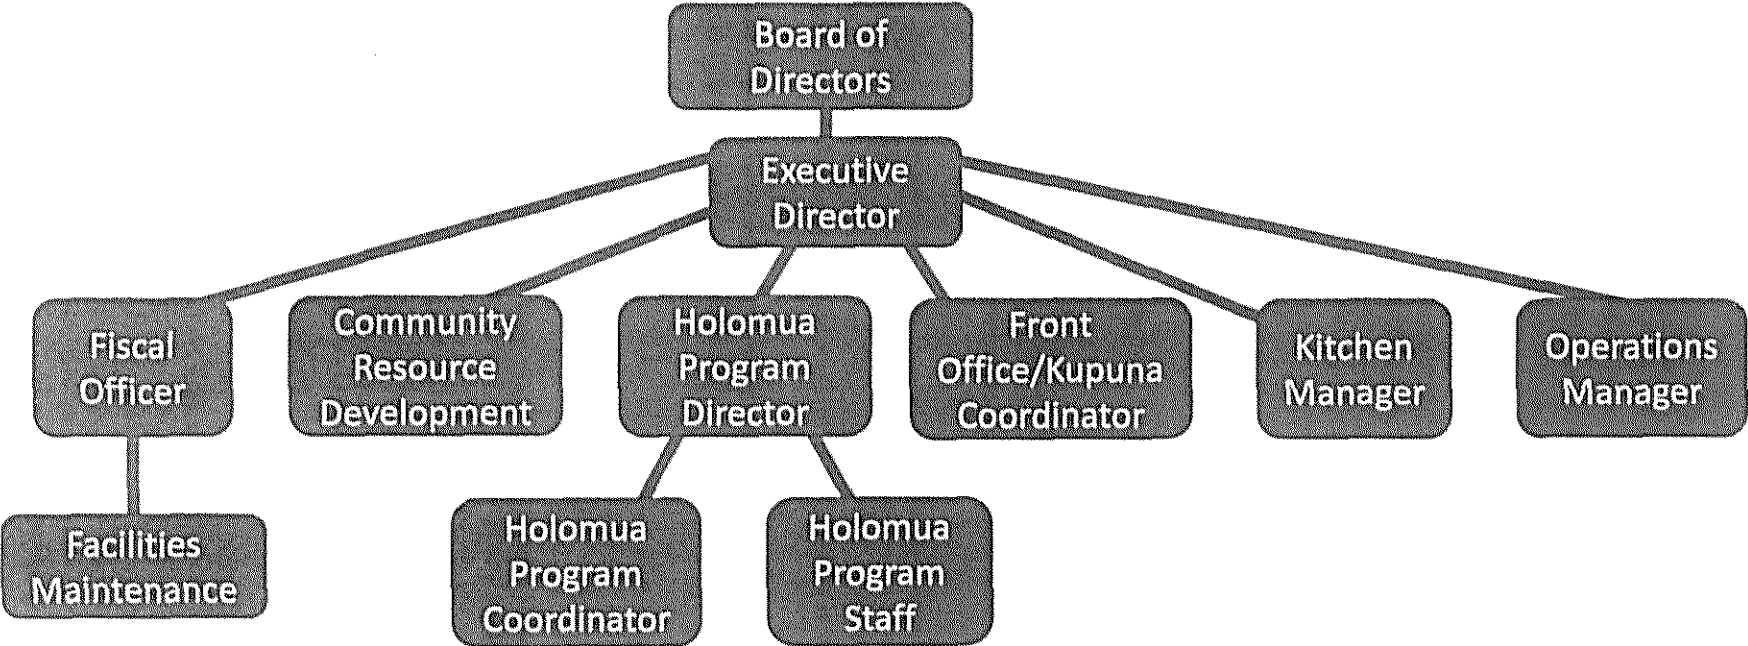 Board of
Directors
Executive
Director
Fiscal
Officer
Community
Resource
Development
Holomua
Program
Director
Front
Office/Kupuna
Coordinator
Kitchen
Manager
Operations
Manager
Facilities
Maintenance
Holomua
Program
Coordinator
Holomua
Program
Staff